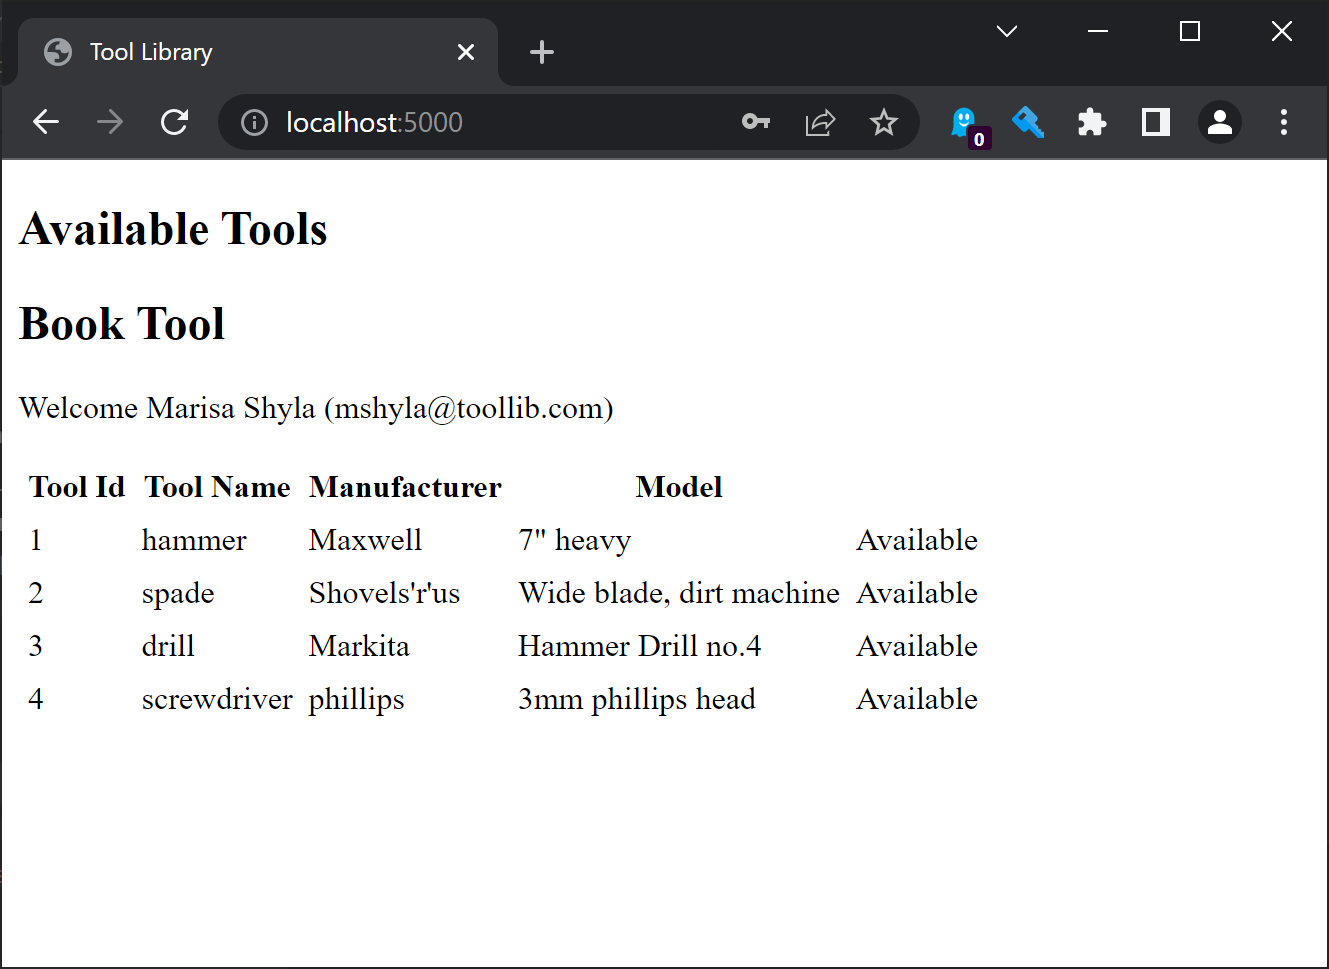 Tool Library
localhost:5000
0
Available Tools
Book Tool
Welcome Marisa Shyla (mshyla@toollib.com)
Tool Id Tool Name Manufacturer Model
1 hammer Maxwell 7" heavy Available
2 spade Shovels'r'us Wide blade, dirt machine Available
3 drill Markita Hammer Drill no.4 Available
4 screwdriver phillips 3mm phillips head Available